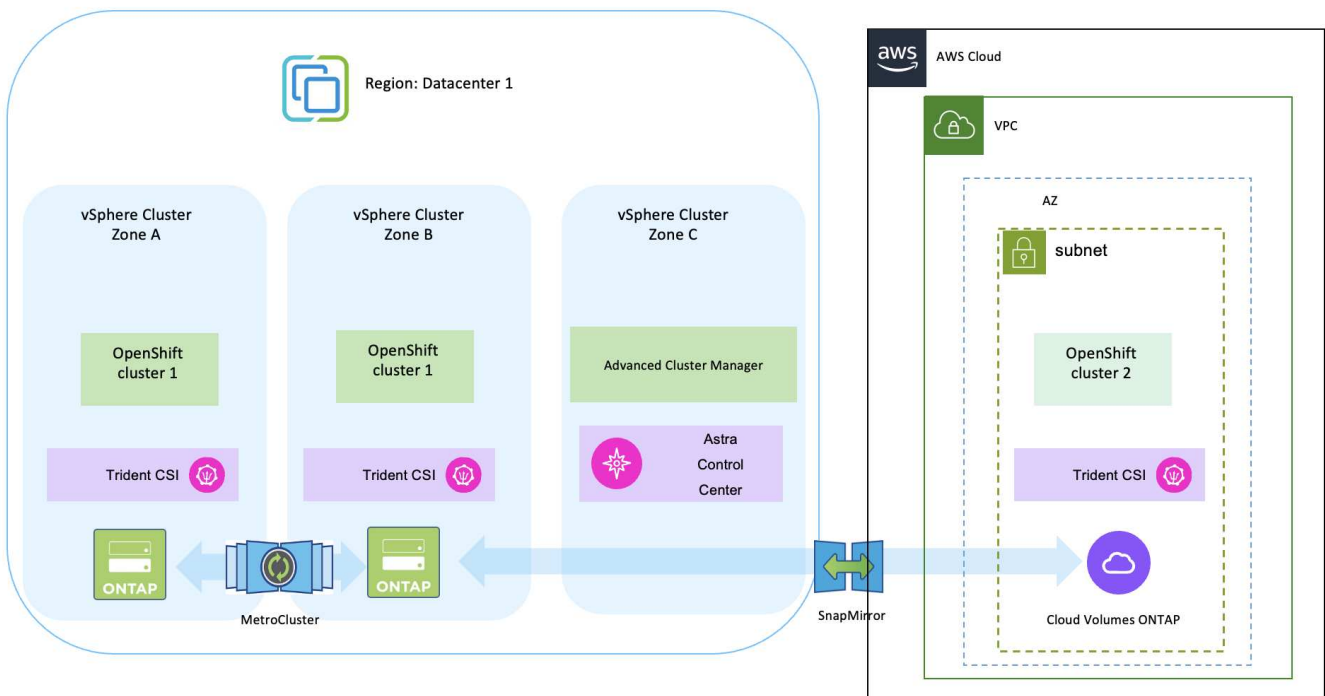 Region: Datacenter 1
aws
AWS Cloud
VPC
AZ
subnet
vSphere Cluster
Zone A
vSphere Cluster
Zone B
vSphere Cluster
Zone C
OpenShift
cluster 1
OpenShift
cluster 1
Advanced Cluster Manager
OpenShift
cluster 2
Trident CSI
Trident CSI
Astra
Control
Center
Trident CSI
ONTAP
ONTAP
MetroCluster
SnapMirror
Cloud Volumes ONTAP